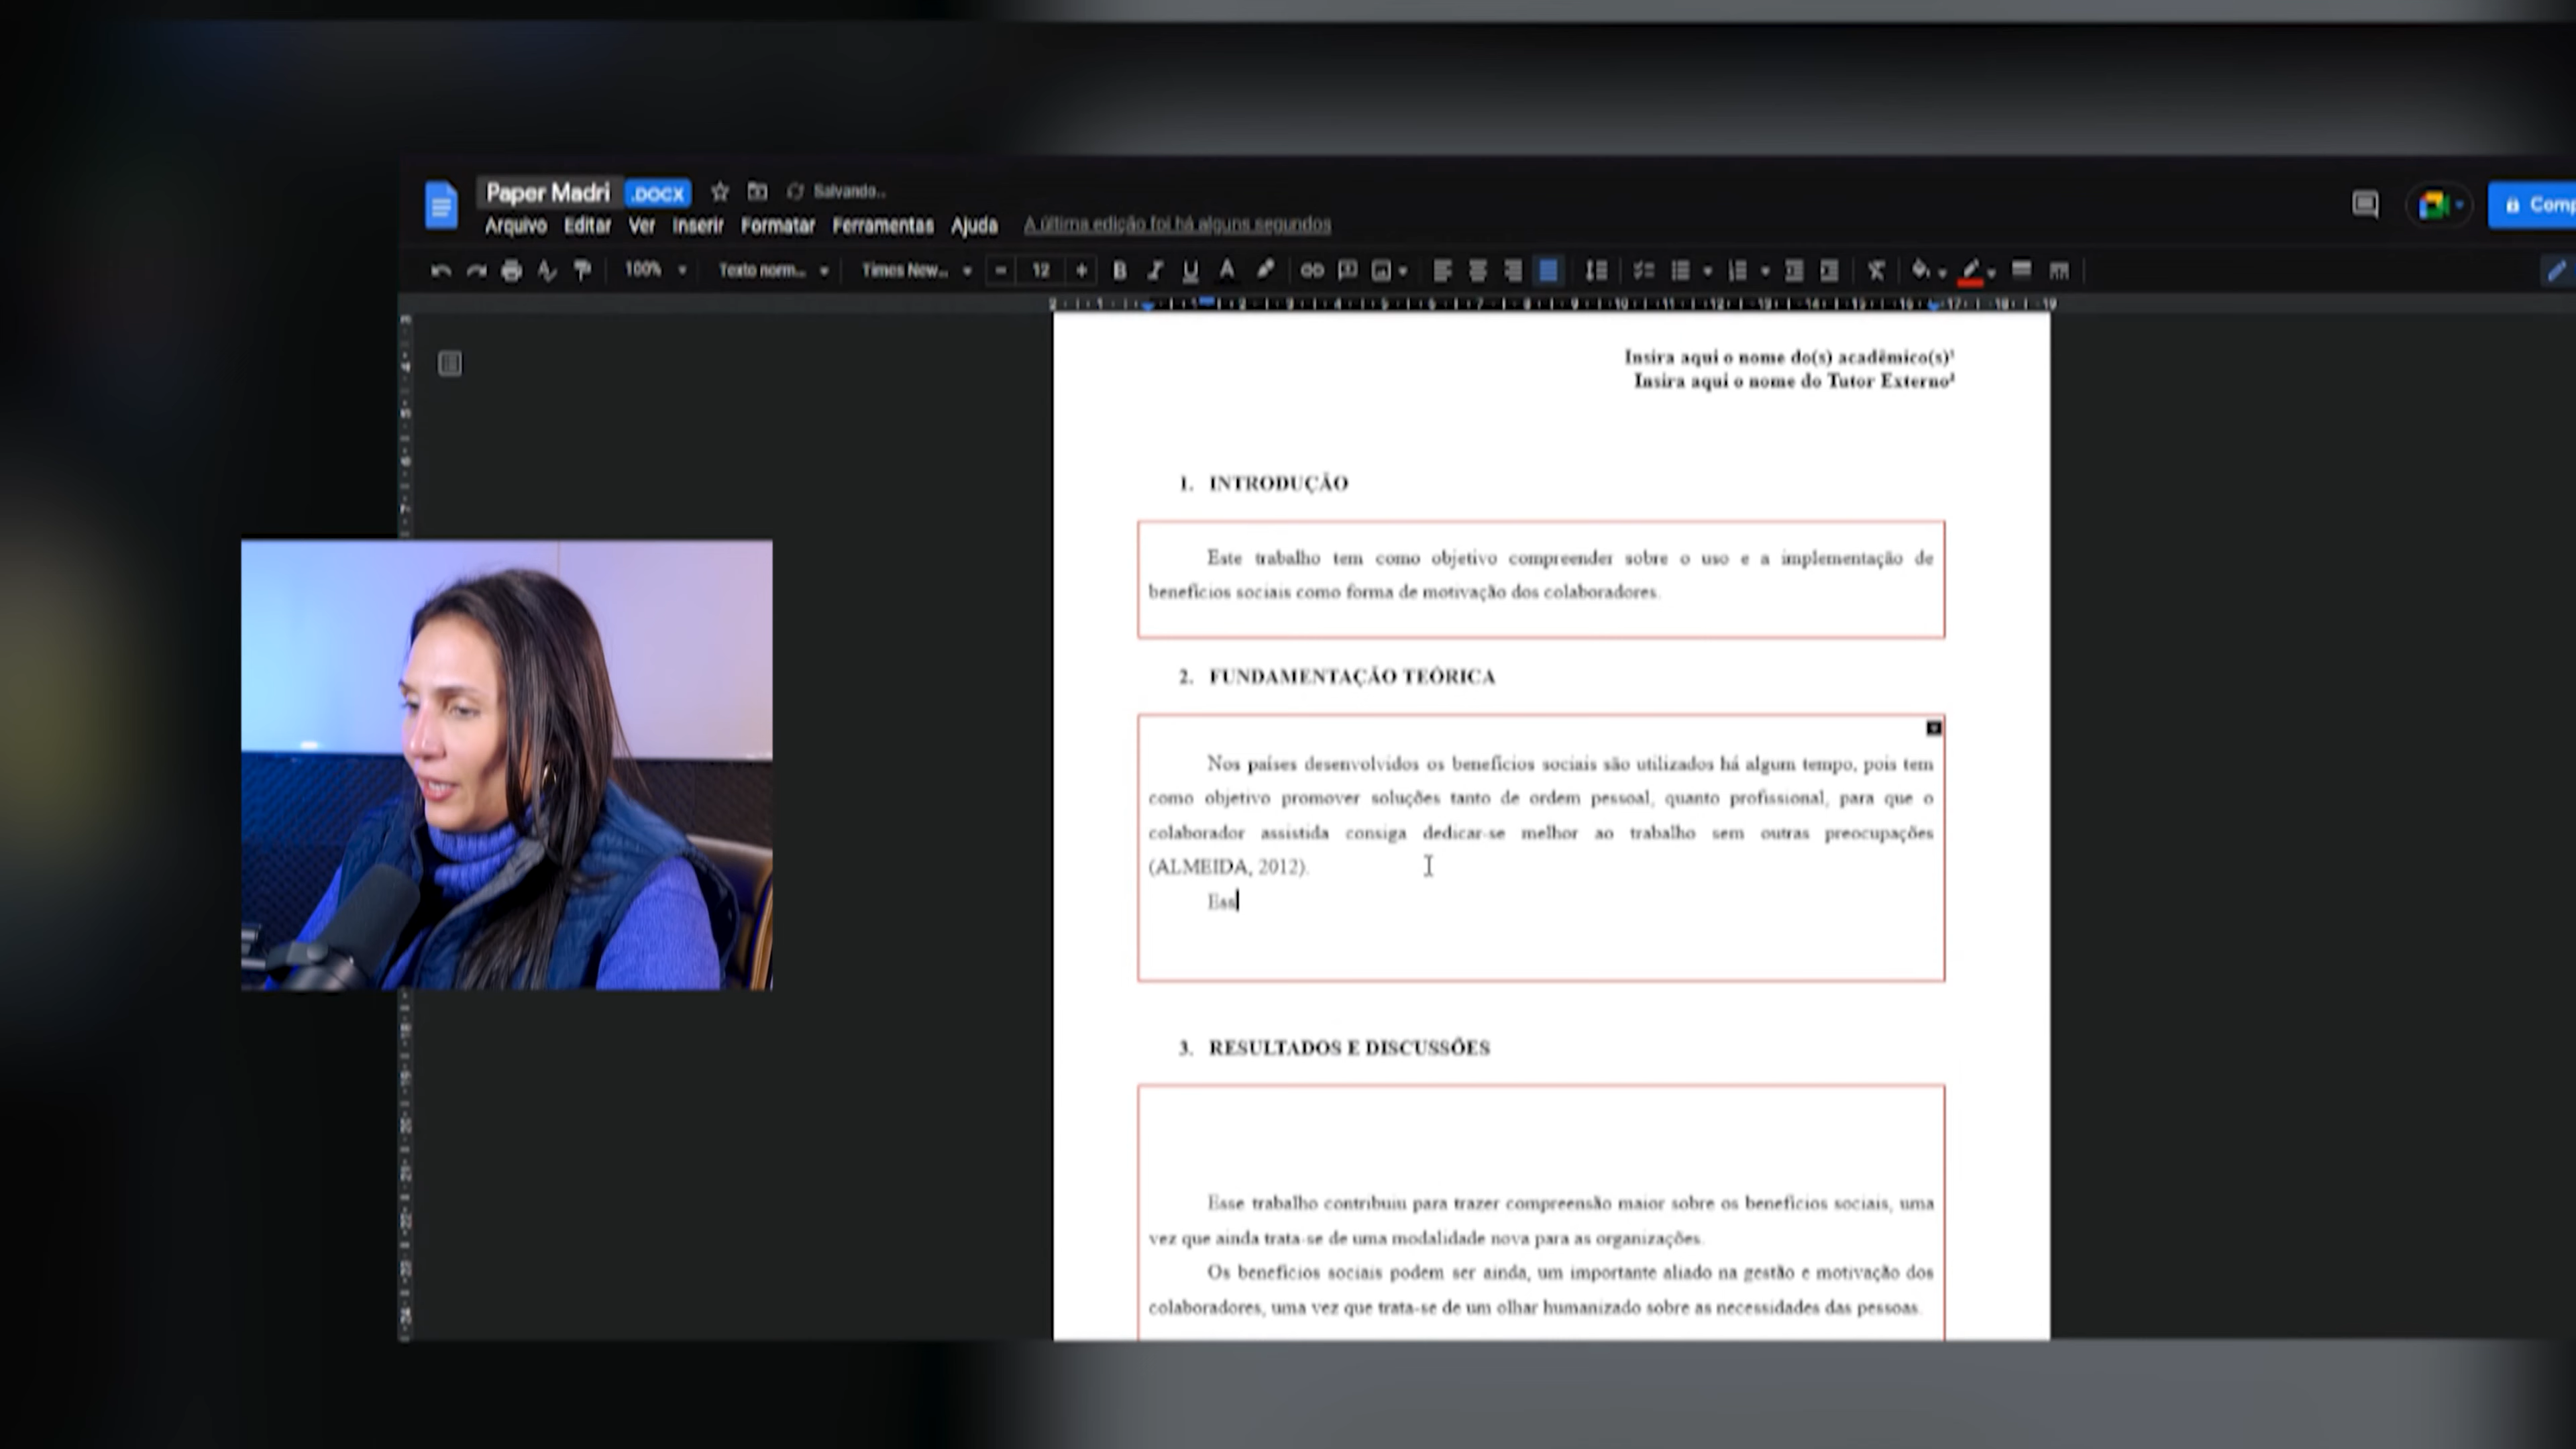 Paper Madri .DOCX Salvando...
Arquivo Editar Ver Inserir Formatar Ferramentas Ajuda A última edição foi há alguns segundos
Comp
100% Texto norm... Times New... 12
Insira aqui o nome do(s) acadêmico(s)¹
Insira aqui o nome do Tutor Externo²
1. INTRODUÇÃO
Este trabalho tem como objetivo compreender sobre o uso e a implementação de
benefícios sociais como forma de motivação dos colaboradores.
2. FUNDAMENTAÇÃO TEÓRICA
Nos países desenvolvidos os benefícios sociais são utilizados há algum tempo, pois tem
como objetivo promover soluções tanto de ordem pessoal, quanto profissional, para que o
colaborador assistida consiga dedicar-se melhor ao trabalho sem outras preocupações
(ALMEIDA, 2012).
Ess
3. RESULTADOS E DISCUSSÕES
Esse trabalho contribuiu para trazer compreensão maior sobre os benefícios sociais, uma
vez que ainda trata-se de uma modalidade nova para as organizações.
Os benefícios sociais podem ser ainda, um importante aliado na gestão e motivação dos
colaboradores, uma vez que trata-se de um olhar humanizado sobre as necessidades das pessoas.